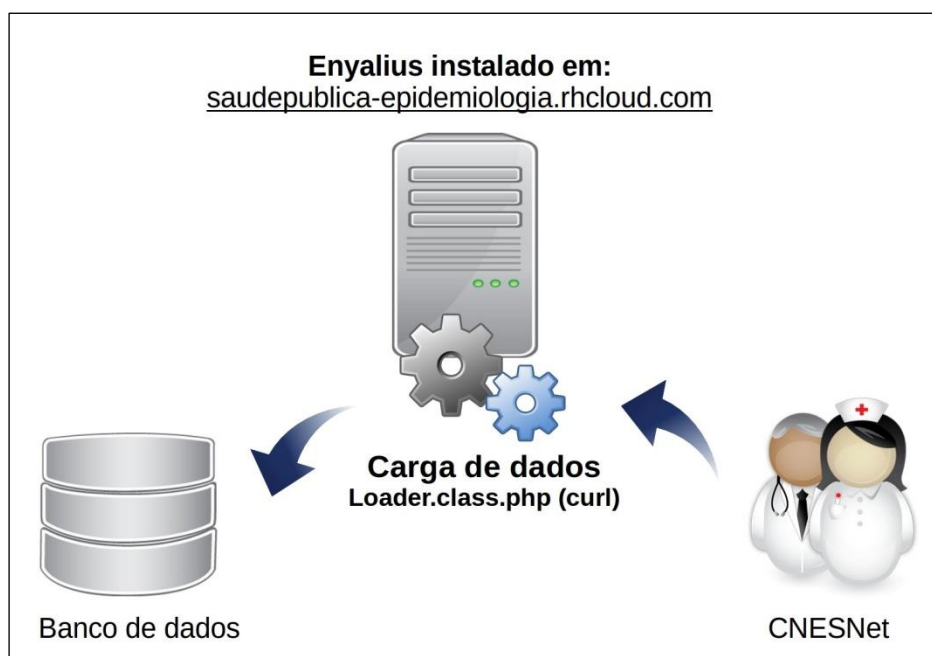 Enyalius instalado em:
saudepublica-epidemiologia.rhcloud.com
Carga de dados
Loader.class.php (curl)
Banco de dados
CNESNet